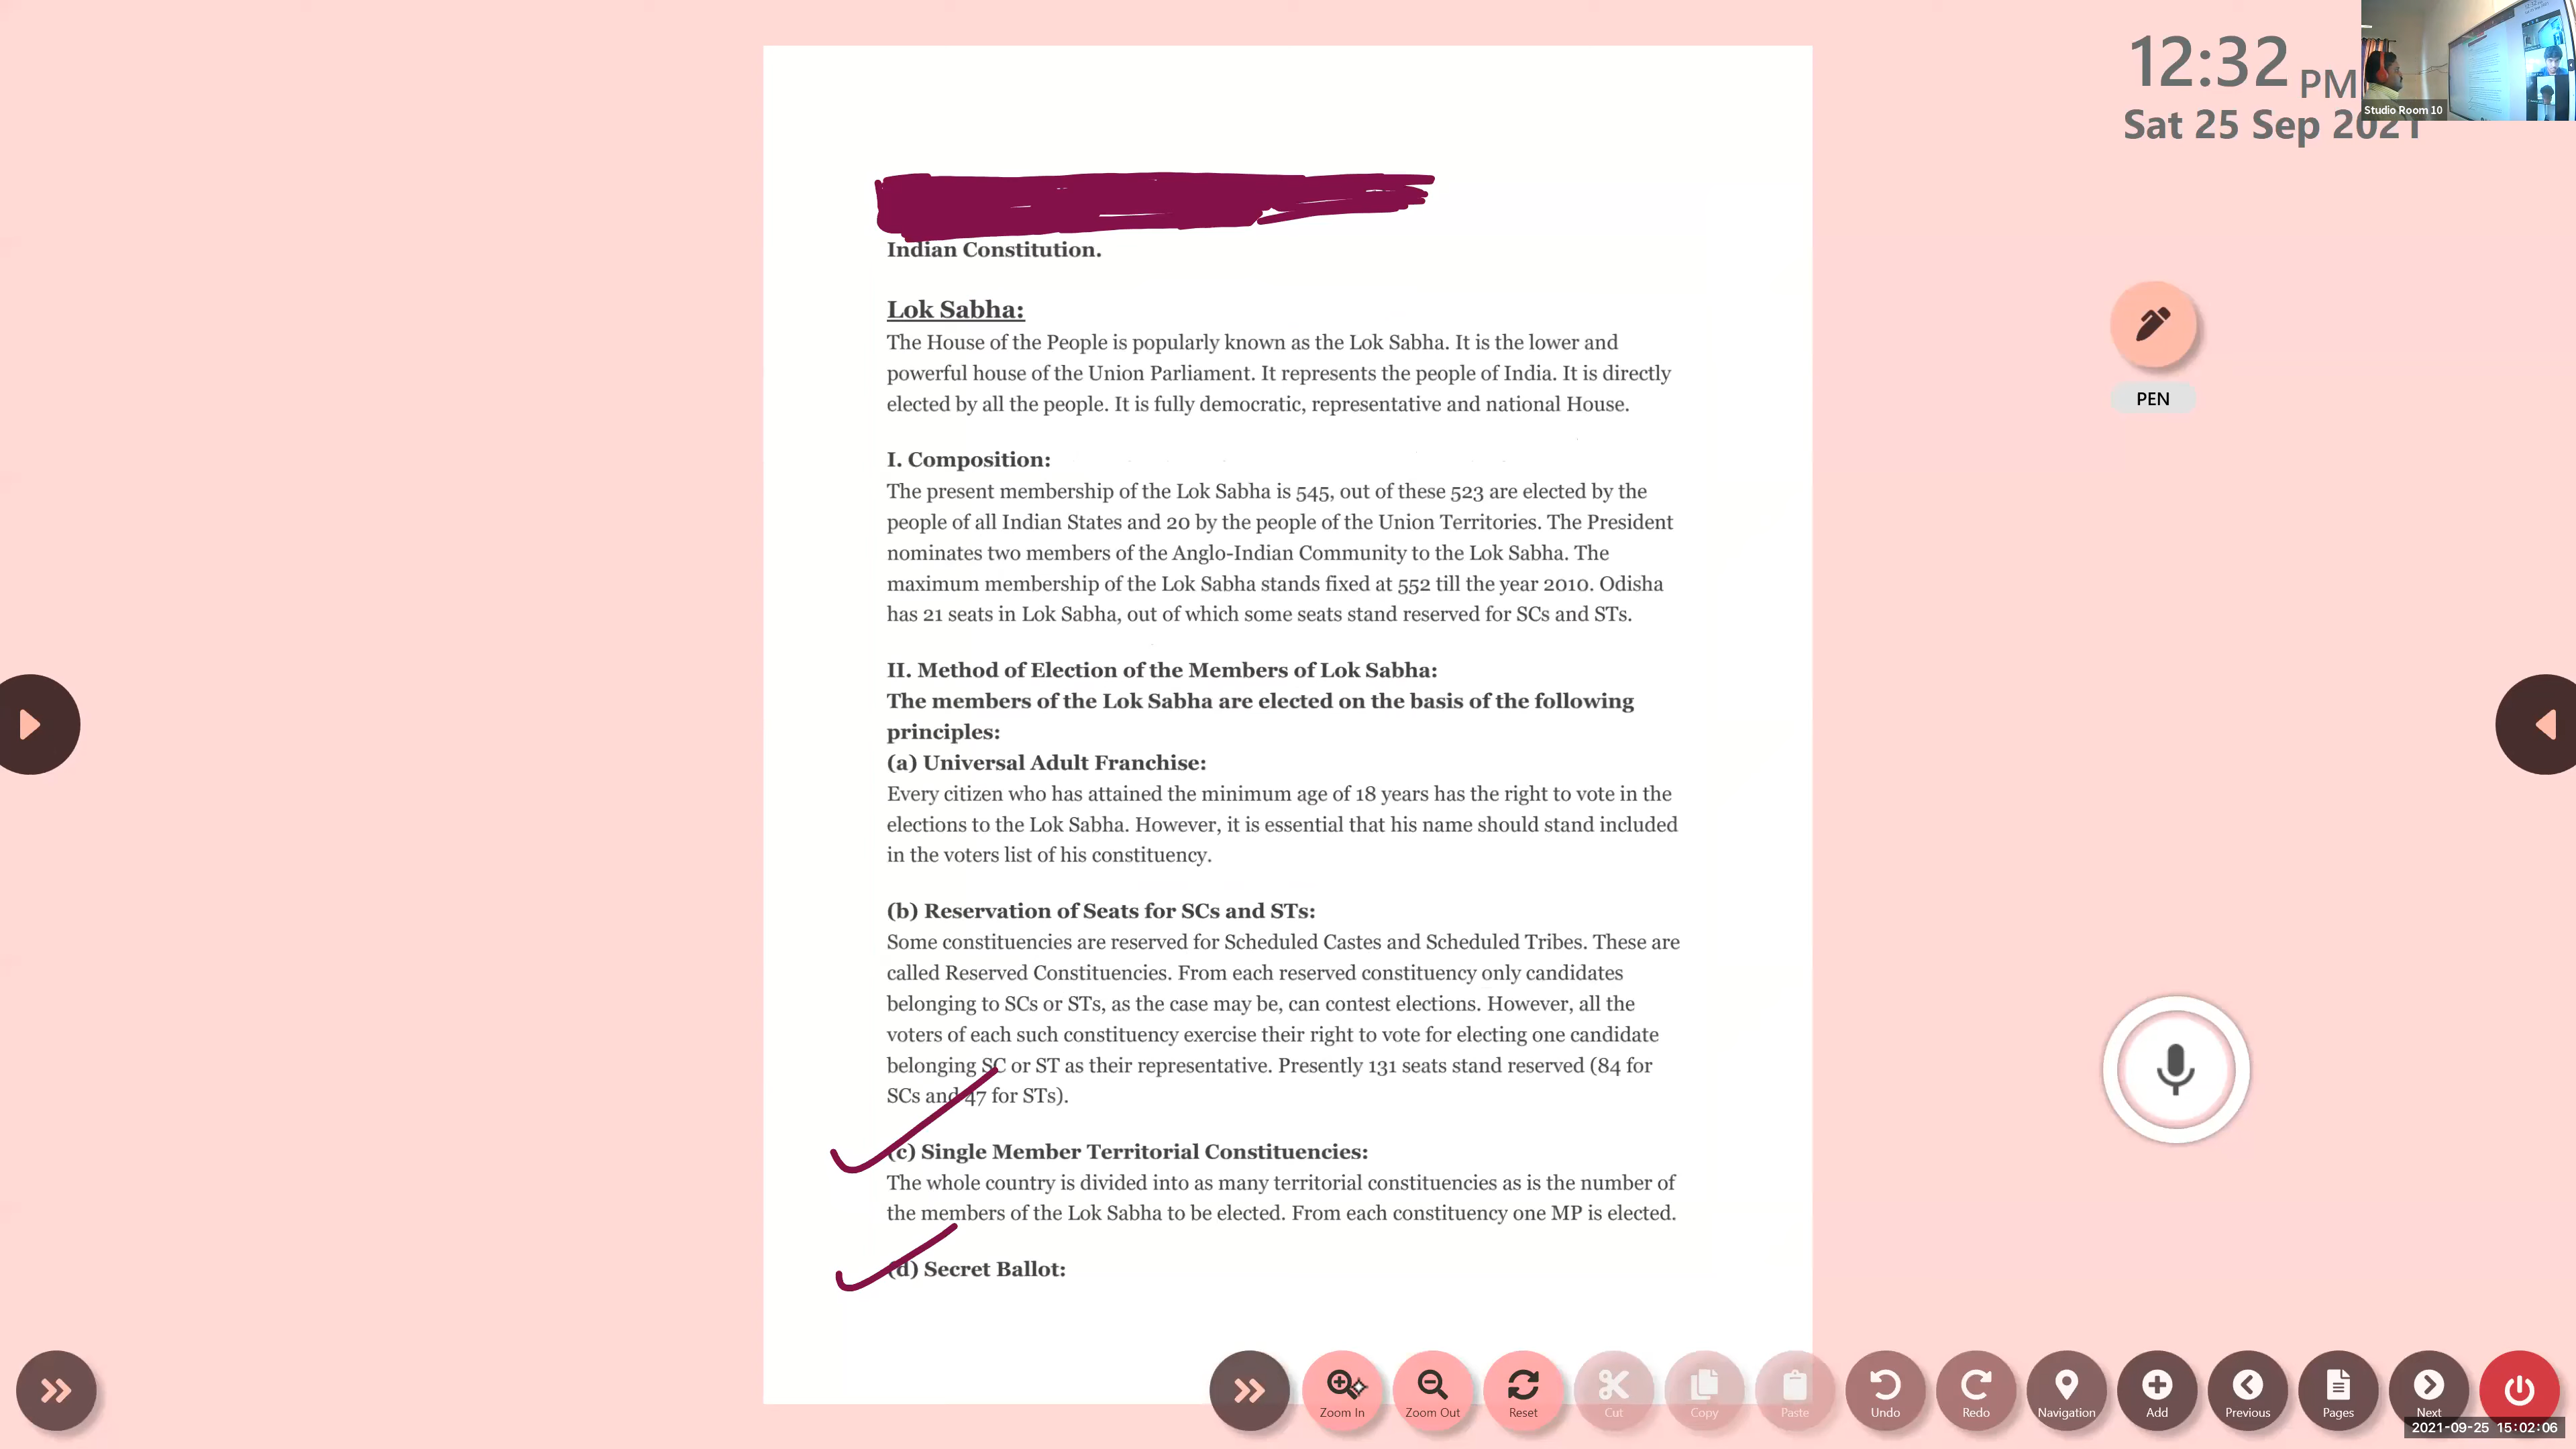 12:32 PM
Sat 25 Sep 2021
Studio Room 10
Indian Constitution.
Lok Sabha:
The House of the People is popularly known as the Lok Sabha. It is the lower and
powerful house of the Union Parliament. It represents the people of India. It is directly
elected by all the people. It is fully democratic, representative and national House.
I. Composition:
The present membership of the Lok Sabha is 545, out of these 523 are elected by the
people of all Indian States and 20 by the people of the Union Territories. The President
nominates two members of the Anglo-Indian Community to the Lok Sabha. The
maximum membership of the Lok Sabha stands fixed at 552 till the year 2010. Odisha
has 21 seats in Lok Sabha, out of which some seats stand reserved for SCs and STs.
II. Method of Election of the Members of Lok Sabha:
The members of the Lok Sabha are elected on the basis of the following
principles:
(a) Universal Adult Franchise:
Every citizen who has attained the minimum age of 18 years has the right to vote in the
elections to the Lok Sabha. However, it is essential that his name should stand included
in the voters list of his constituency.
(b) Reservation of Seats for SCs and STs:
Some constituencies are reserved for Scheduled Castes and Scheduled Tribes. These are
called Reserved Constituencies. From each reserved constituency only candidates
belonging to SCs or STs, as the case may be, can contest elections. However, all the
voters of each such constituency exercise their right to vote for electing one candidate
belonging SC or ST as their representative. Presently 131 seats stand reserved (84 for
SCs and 47 for STs).
(c) Single Member Territorial Constituencies:
The whole country is divided into as many territorial constituencies as is the number of
the members of the Lok Sabha to be elected. From each constituency one MP is elected.
(d) Secret Ballot:
PEN
Zoom In
Zoom Out
Reset
Cut
Copy
Paste
Undo
Redo
Navigation
Add
Previous
Pages
Next
2021-09-25 15:02:06